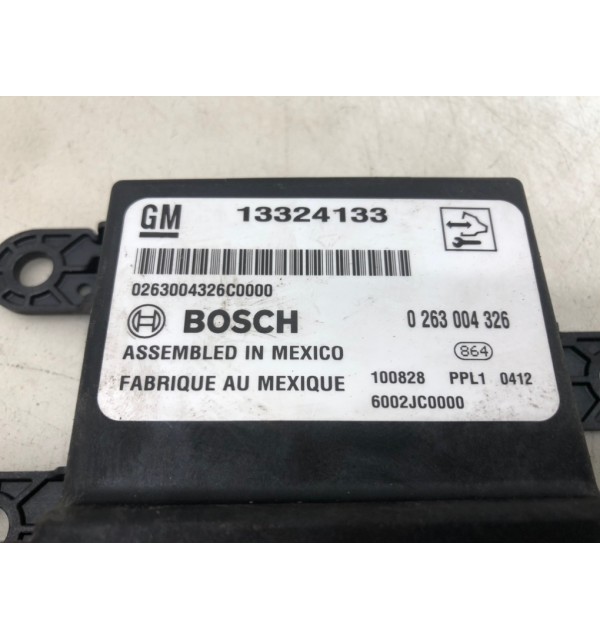 GM 13324133
0263004326C0000
BOSCH 0 263 004 326
ASSEMBLED IN MEXICO 864
FABRIQUE AU MEXIQUE 100828 PPL1 0412
6002JC0000